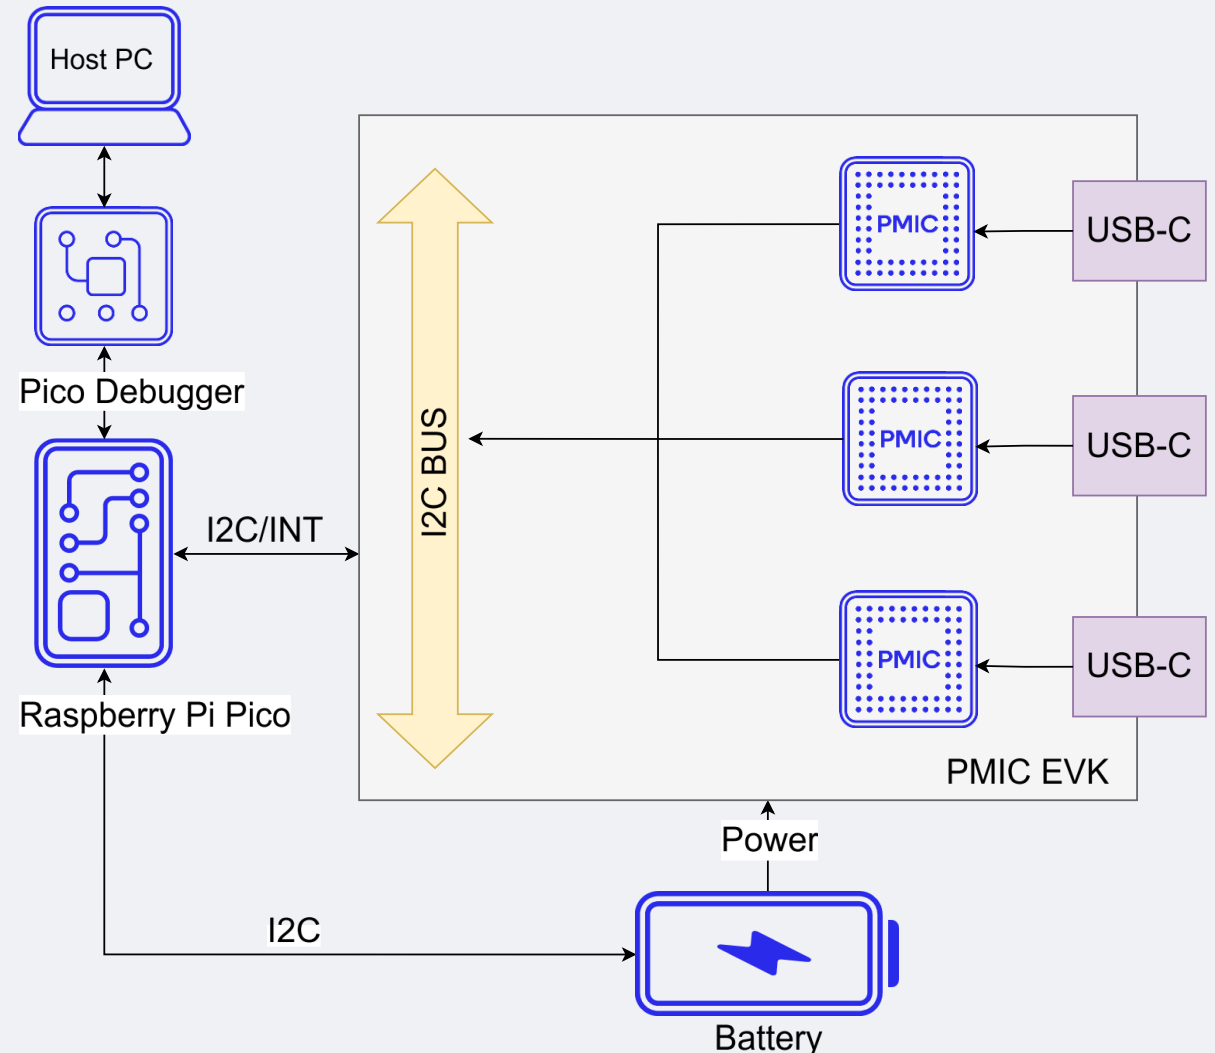 Host PC
Pico Debugger
I2C/INT
Raspberry Pi Pico
I2C BUS
PMIC
USB-C
PMIC
USB-C
PMIC
USB-C
PMIC EVK
Power
I2C
Battery